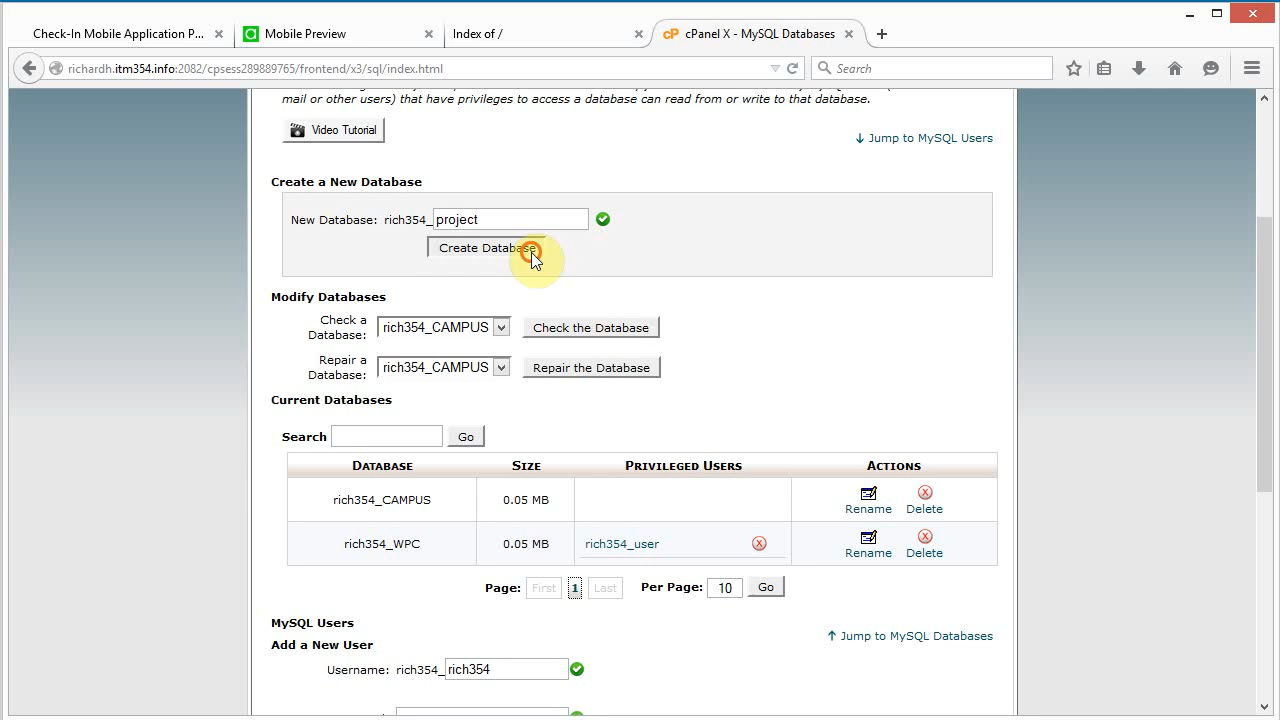 Check-In Mobile Application P...
Mobile Preview
Index of /
cPanel X - MySQL Databases
richardh.itm354.info:2082/cpsess289889765/frontend/x3/sql/index.html
Search
mail or other users) that have privileges to access a database can read from or write to that database.
Video Tutorial
Jump to MySQL Users
Create a New Database
New Database: rich354_project
Create Database
Modify Databases
Check a Database: rich354_CAMPUS Check the Database
Repair a Database: rich354_CAMPUS Repair the Database
Current Databases
Search Go
Database Size Privileged Users Actions
rich354_CAMPUS 0.05 MB Rename Delete
rich354_WPC 0.05 MB rich354_user Rename Delete
Page: First 1 Last Per Page: 10 Go
MySQL Users
Jump to MySQL Databases
Add a New User
Username: rich354_rich354